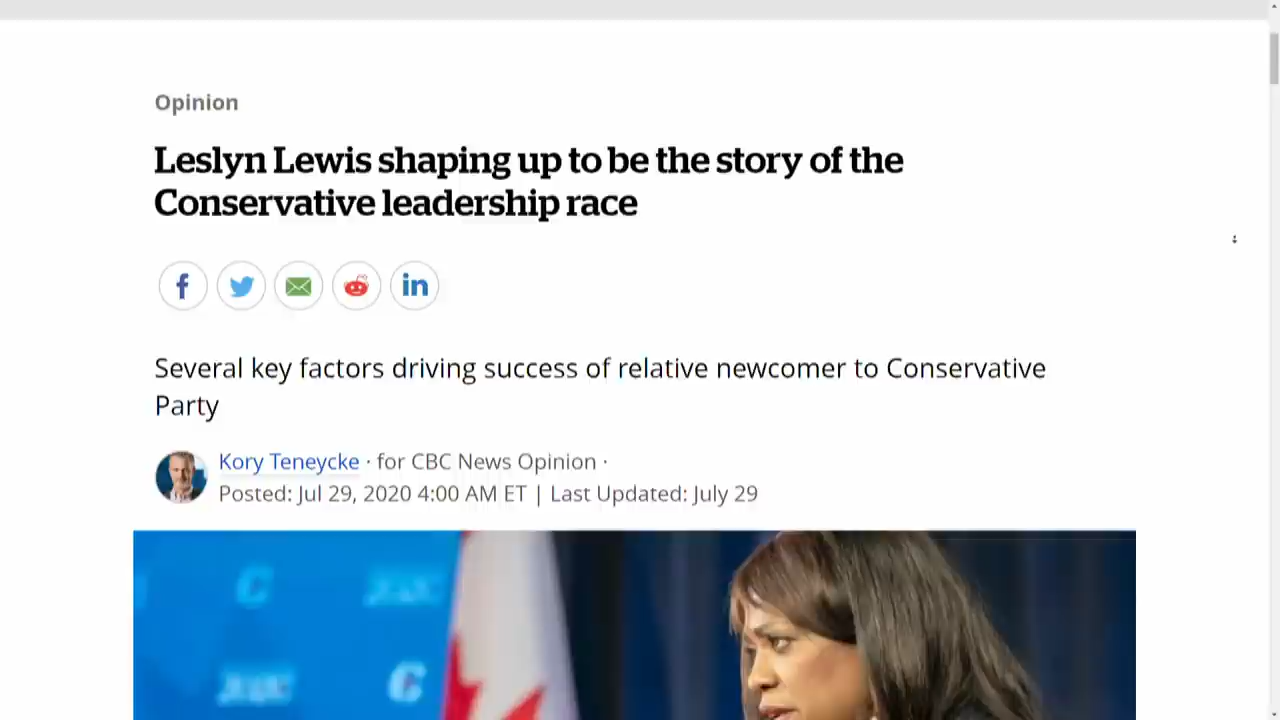 Opinion
Leslyn Lewis shaping up to be the story of the
Conservative leadership race
Several key factors driving success of relative newcomer to Conservative
Party
Kory Teneycke · for CBC News Opinion ·
Posted: Jul 29, 2020 4:00 AM ET | Last Updated: July 29